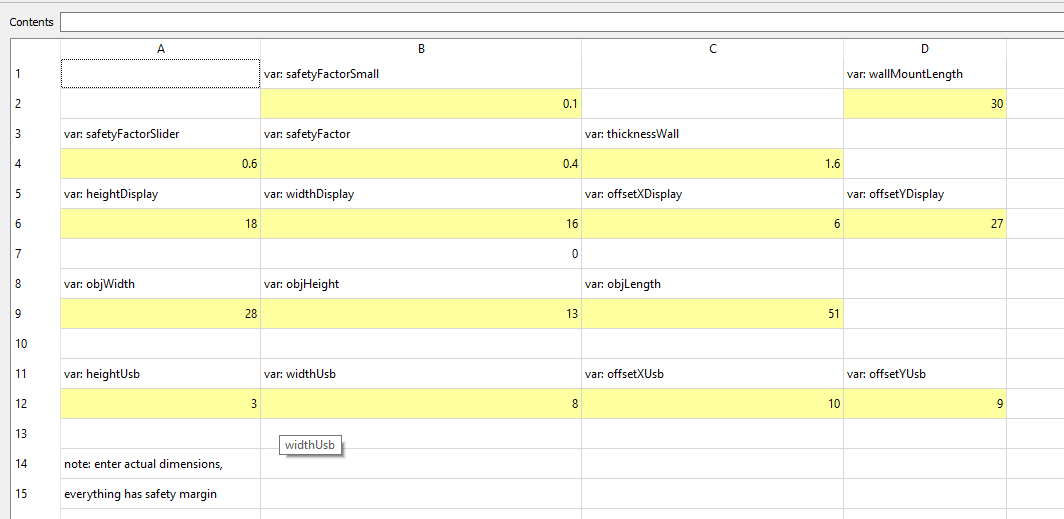 Contents
A B C D
1 var: safetyFactorSmall var: wallMountLength
2 0.1 30
3 var: safetyFactorSlider var: safetyFactor var: thicknessWall
4 0.6 0.4 1.6
5 var: heightDisplay var: widthDisplay var: offsetXDisplay var: offsetYDisplay
6 18 16 6 27
7 0
8 var: objWidth var: objHeight var: objLength
9 28 13 51
10
11 var: heightUsb var: widthUsb var: offsetXUsb var: offsetYUsb
12 3 8 10 9
13
widthUsb
14 note: enter actual dimensions,
15 everything has safety margin